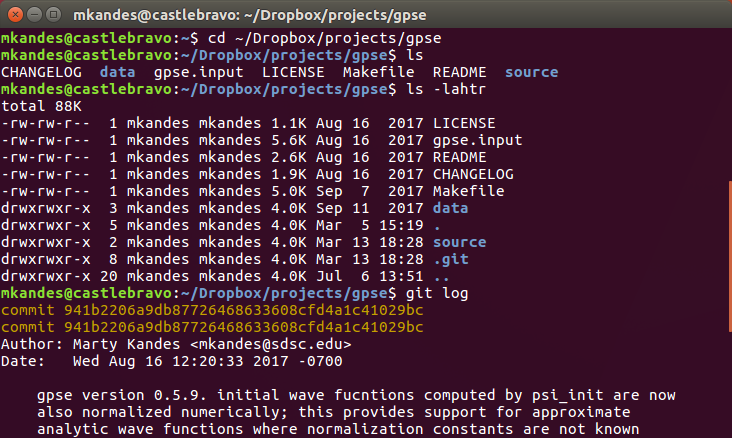 mkandes@castlebravo: ~/Dropbox/projects/gpse
mkandes@castlebravo:~$ cd ~/Dropbox/projects/gpse
mkandes@castlebravo:~/Dropbox/projects/gpse$ ls
CHANGELOG  data  gpse.input  LICENSE  Makefile  README  source
mkandes@castlebravo:~/Dropbox/projects/gpse$ ls -lahtr
total 88K
-rw-rw-r--  1 mkandes mkandes 1.1K Aug 16  2017 LICENSE
-rw-rw-r--  1 mkandes mkandes 5.6K Aug 16  2017 gpse.input
-rw-rw-r--  1 mkandes mkandes 2.6K Aug 16  2017 README
-rw-rw-r--  1 mkandes mkandes 1.9K Aug 16  2017 CHANGELOG
-rw-rw-r--  1 mkandes mkandes 5.0K Sep  7  2017 Makefile
drwxrwxr-x  3 mkandes mkandes 4.0K Sep 11  2017 data
drwxrwxr-x  5 mkandes mkandes 4.0K Mar  5 15:19 .
drwxrwxr-x  2 mkandes mkandes 4.0K Mar 13 18:28 source
drwxrwxr-x  8 mkandes mkandes 4.0K Mar 13 18:28 .git
drwxrwxr-x 20 mkandes mkandes 4.0K Jul  6 13:51 ..
mkandes@castlebravo:~/Dropbox/projects/gpse$ git log
commit 941b2206a9db87726468633608cfd4a1c41029bc
commit 941b2206a9db87726468633608cfd4a1c41029bc
Author: Marty Kandes <mkandes@sdsc.edu>
Date:   Wed Aug 16 12:20:33 2017 -0700
    gpse version 0.5.9. initial wave fucntions computed by psi_init are now
    also normalized numerically; this provides support for approximate
    analytic wave functions where normalization constants are not known